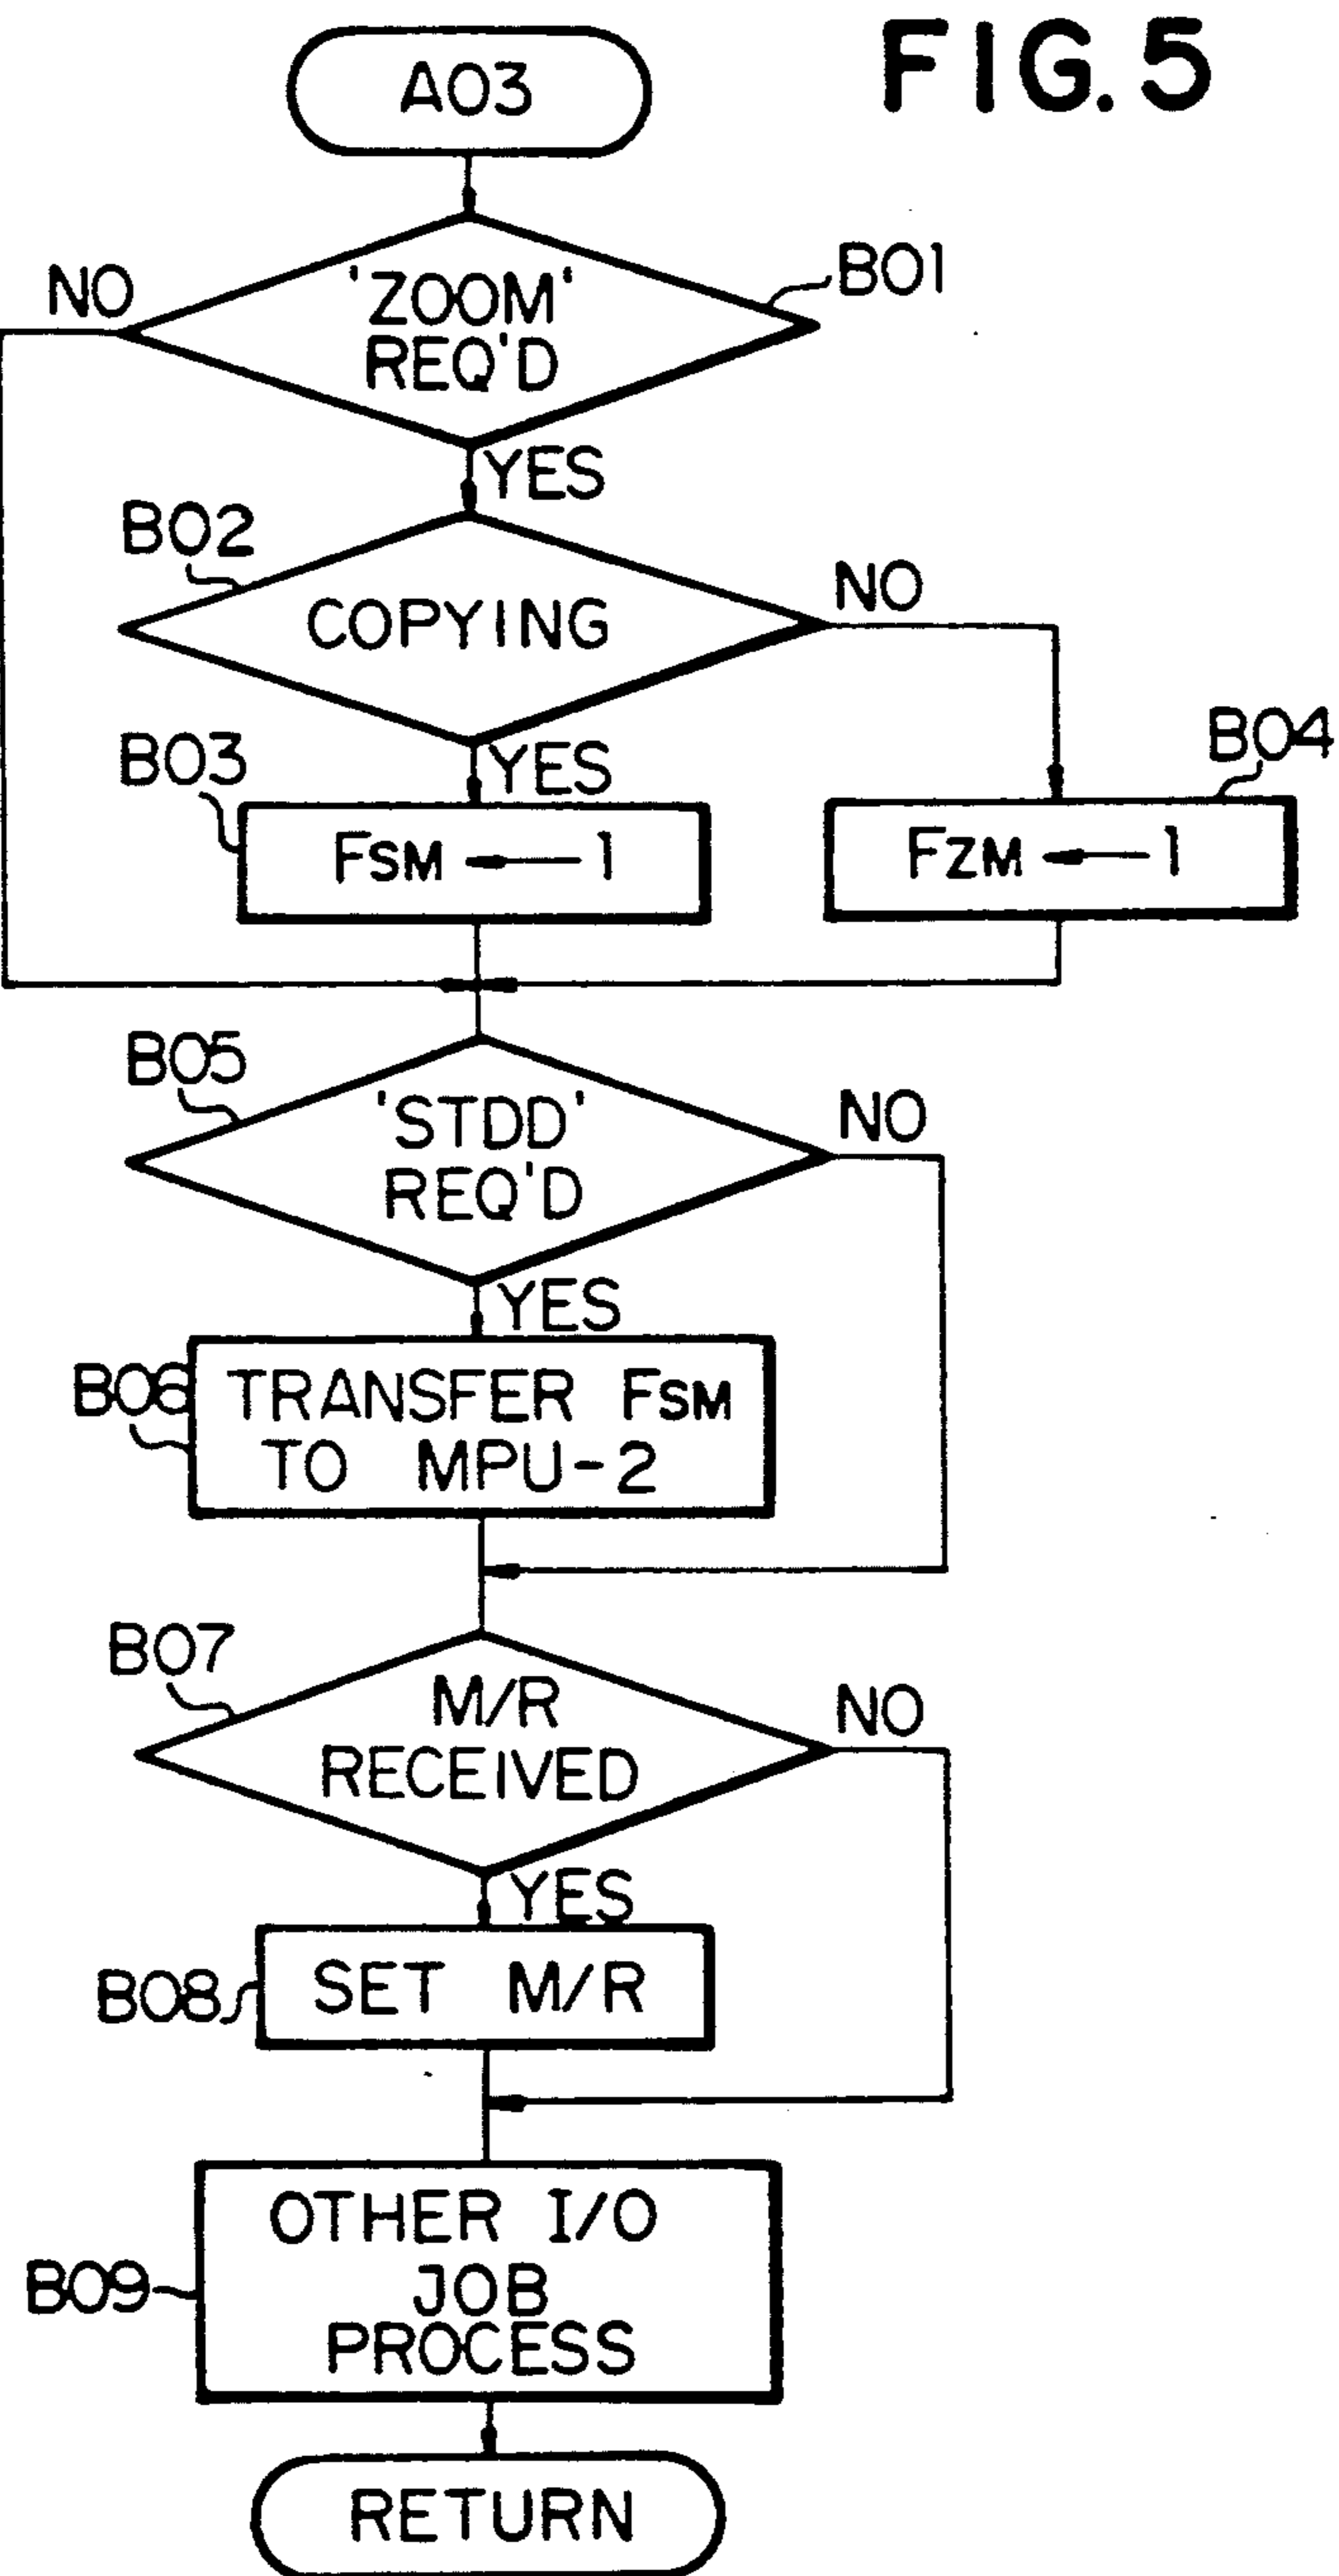 FIG. 5
A03
NO
'ZOOM'
REQ'D
B01
YES
B02
COPYING
NO
B03
YES
B04
FSM ← 1
FZM ← 1
B05
'STDD'
REQ'D
NO
YES
B06
TRANSFER FSM
TO MPU-2
B07
M/R
RECEIVED
NO
YES
B08
SET M/R
B09
OTHER I/O
JOB
PROCESS
RETURN